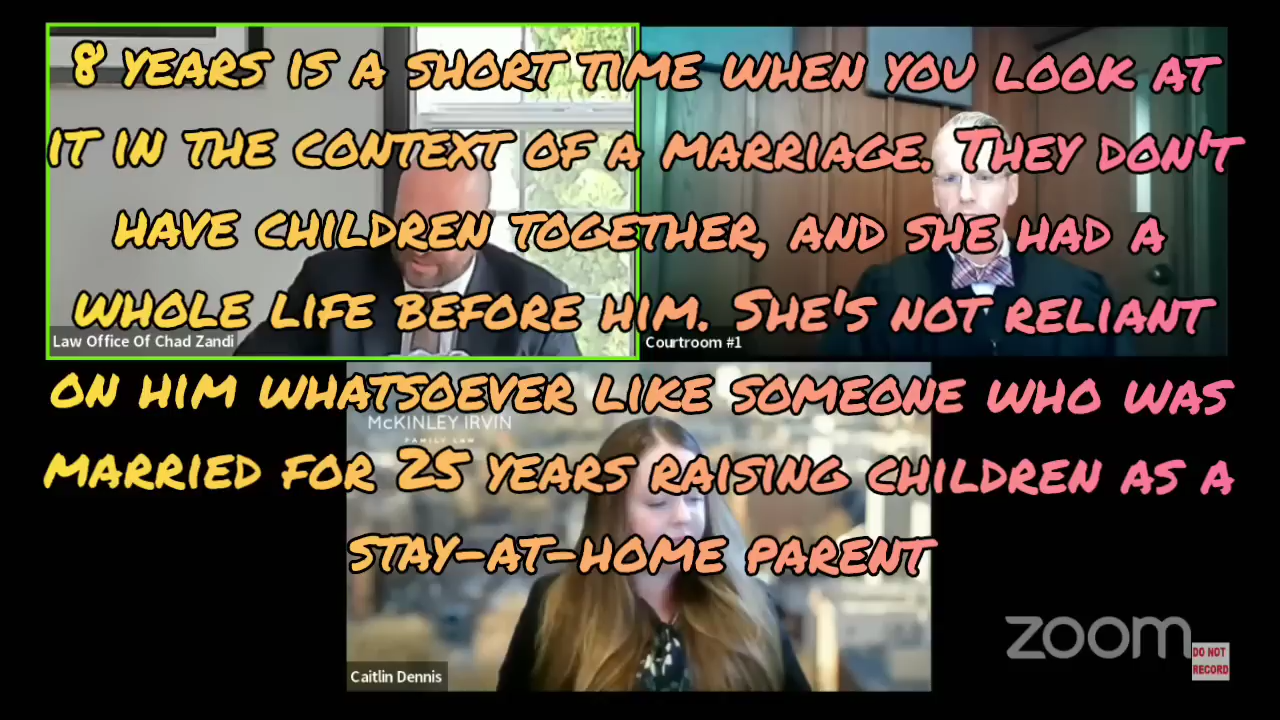 8 YEARS IS A SHORT TIME WHEN YOU LOOK AT
IT IN THE CONTEXT OF A MARRIAGE. THEY DON'T
HAVE CHILDREN TOGETHER, AND SHE HAD A
WHOLE LIFE BEFORE HIM. SHE'S NOT RELIANT
ON HIM WHATSOEVER LIKE SOMEONE WHO WAS
MARRIED FOR 25 YEARS RAISING CHILDREN AS A
STAY-AT-HOME PARENT
Law Office Of Chad Zandi
Courtroom #1
McKINLEY IRVIN
FAMILY LAW
Caitlin Dennis
zoom
DO NOT
RECORD